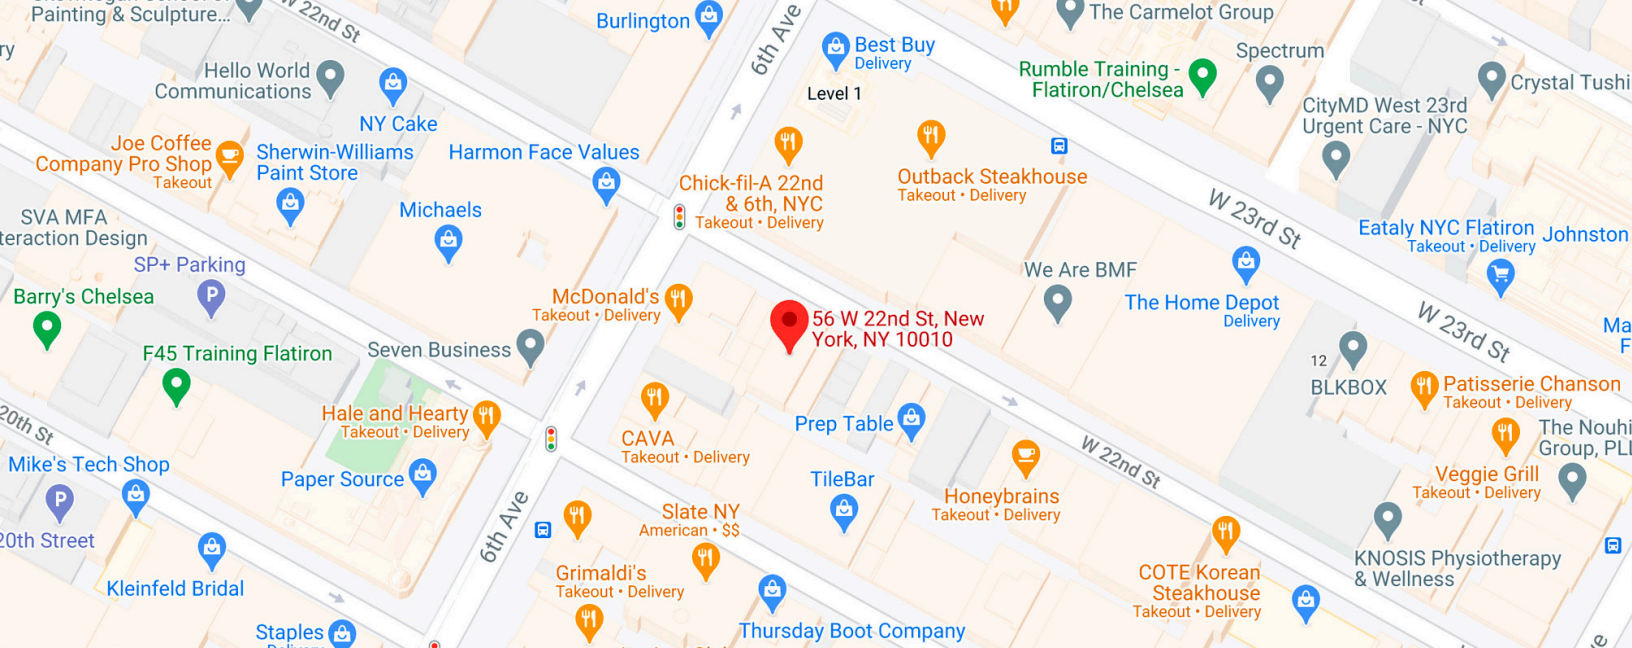 Painting & Sculpture...
W 22nd St
Burlington
6th Ave
Best Buy
Delivery
Level 1
The Carmelot Group
Spectrum
Rumble Training -
Flatiron/Chelsea
Crystal Tushi
CityMD West 23rd
Urgent Care - NYC
ry
Hello World
Communications
NY Cake
Joe Coffee
Company Pro Shop
Takeout
Sherwin-Williams
Paint Store
Harmon Face Values
Michaels
Chick-fil-A 22nd
& 6th, NYC
Takeout • Delivery
Outback Steakhouse
Takeout • Delivery
W 23rd St
Eataly NYC Flatiron
Takeout • Delivery
Johnston
SVA MFA
teraction Design
SP+ Parking
P
Barry's Chelsea
McDonald's
Takeout • Delivery
56 W 22nd St, New
York, NY 10010
We Are BMF
The Home Depot
Delivery
W 23rd St
Ma
F
F45 Training Flatiron
Seven Business
12
BLKBOX
Patisserie Chanson
Takeout • Delivery
20th St
Hale and Hearty
Takeout • Delivery
CAVA
Takeout • Delivery
Prep Table
W 22nd St
The Nouhi
Group, PLL
Mike's Tech Shop
P
Paper Source
TileBar
Honeybrains
Takeout • Delivery
Veggie Grill
Takeout • Delivery
20th Street
6th Ave
Slate NY
American • $$
Kleinfeld Bridal
Grimaldi's
Takeout • Delivery
COTE Korean
Steakhouse
Takeout • Delivery
KNOSIS Physiotherapy
& Wellness
Staples
Thursday Boot Company